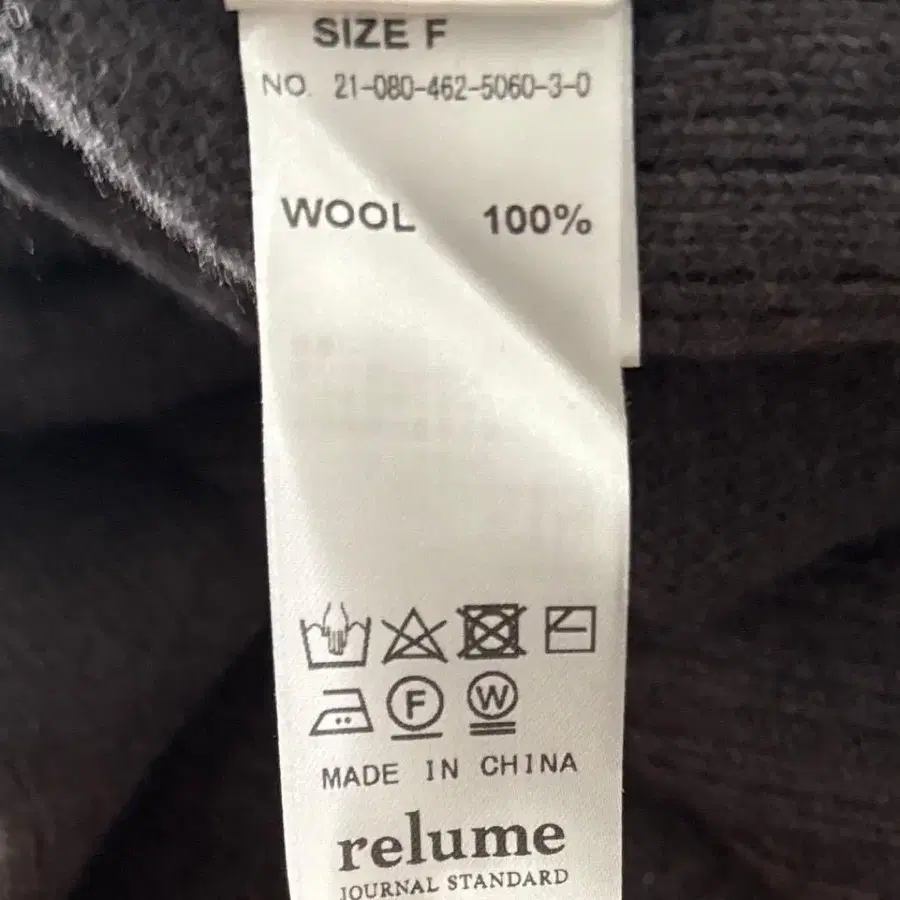 SIZE F
NO. 21-080-462-5060-3-0
WOOL 100%
F W
MADE IN CHINA
relume
JOURNAL STANDARD